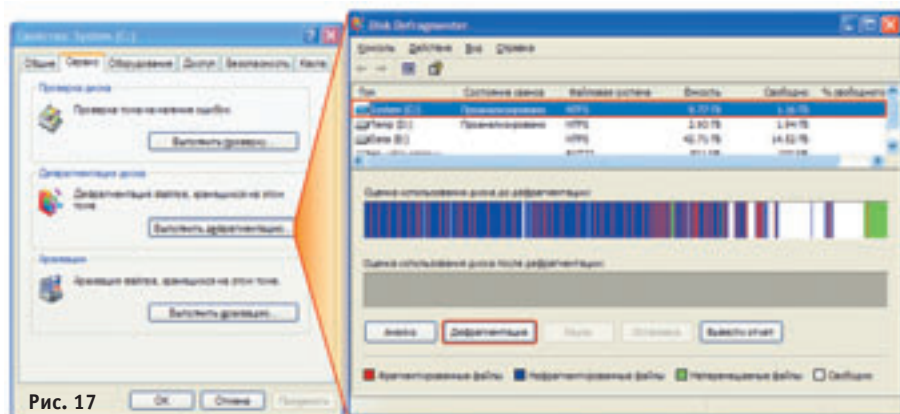 Свойства: System (C:)
Общие Сервис Оборудование Доступ Безопасность Квота
Проверка диска
Проверка тома на наличие ошибок.
Выполнить проверку...
Дефрагментация диска
Дефрагментация файлов, хранящихся на этом
томе.
Выполнить дефрагментацию...
Архивация
Архивация файлов, хранящихся на этом томе.
Выполнить архивацию...
OK Отмена Применить
Рис. 17
Disk Defragmenter
Консоль Действие Вид Справка
Том Состояние сеанса Файловая система Емкость Свободно % свободного
System (C:) Проанализировано NTFS
Temp (D:) Проанализировано NTFS
NTFS
FAT32
Оценка использования диска до дефрагментации:
Оценка использования диска после дефрагментации:
Анализ Дефрагментация Пауза Остановка Вывести отчет
Фрагментированные файлы Нефрагментированные файлы Неперемещаемые файлы Свободно